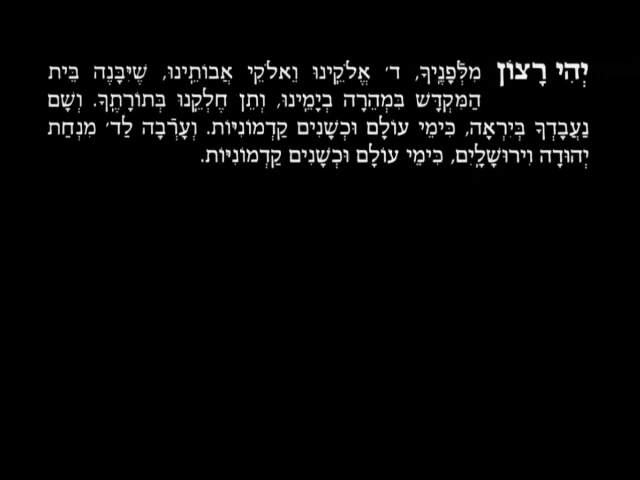 יְהִי רָצוֹן מִלְּפָנֶֽיךָ, ד׳ אֱלֹקֵֽינוּ וֵאלֹקֵי אֲבוֹתֵֽינוּ, שֶׁיִּבָּנֶה בֵּית
הַמִּקְדָּשׁ בִּמְהֵרָה בְיָמֵֽינוּ, וְתֵן חֶלְקֵֽנוּ בְּתוֹרָתֶֽךָ. וְשָׁם
נַעֲבָדְךָ בְּיִרְאָה, כִּימֵי עוֹלָם וּכְשָׁנִים קַדְמוֹנִיּוֹת. וְעָרְבָה לַד׳ מִנְחַת
יְהוּדָה וִירוּשָׁלָֽיִם, כִּימֵי עוֹלָם וּכְשָׁנִים קַדְמוֹנִיּוֹת.